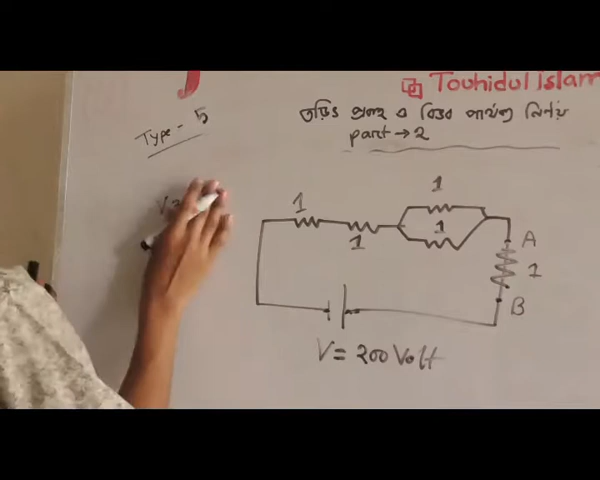 Touhidul islam
তড়িৎ প্রবাহ ও বিভব পার্থক্য নির্ণয়
part → 2
Type - 5
V=
1
1
1
1
A
1
B
V = 200 Volt